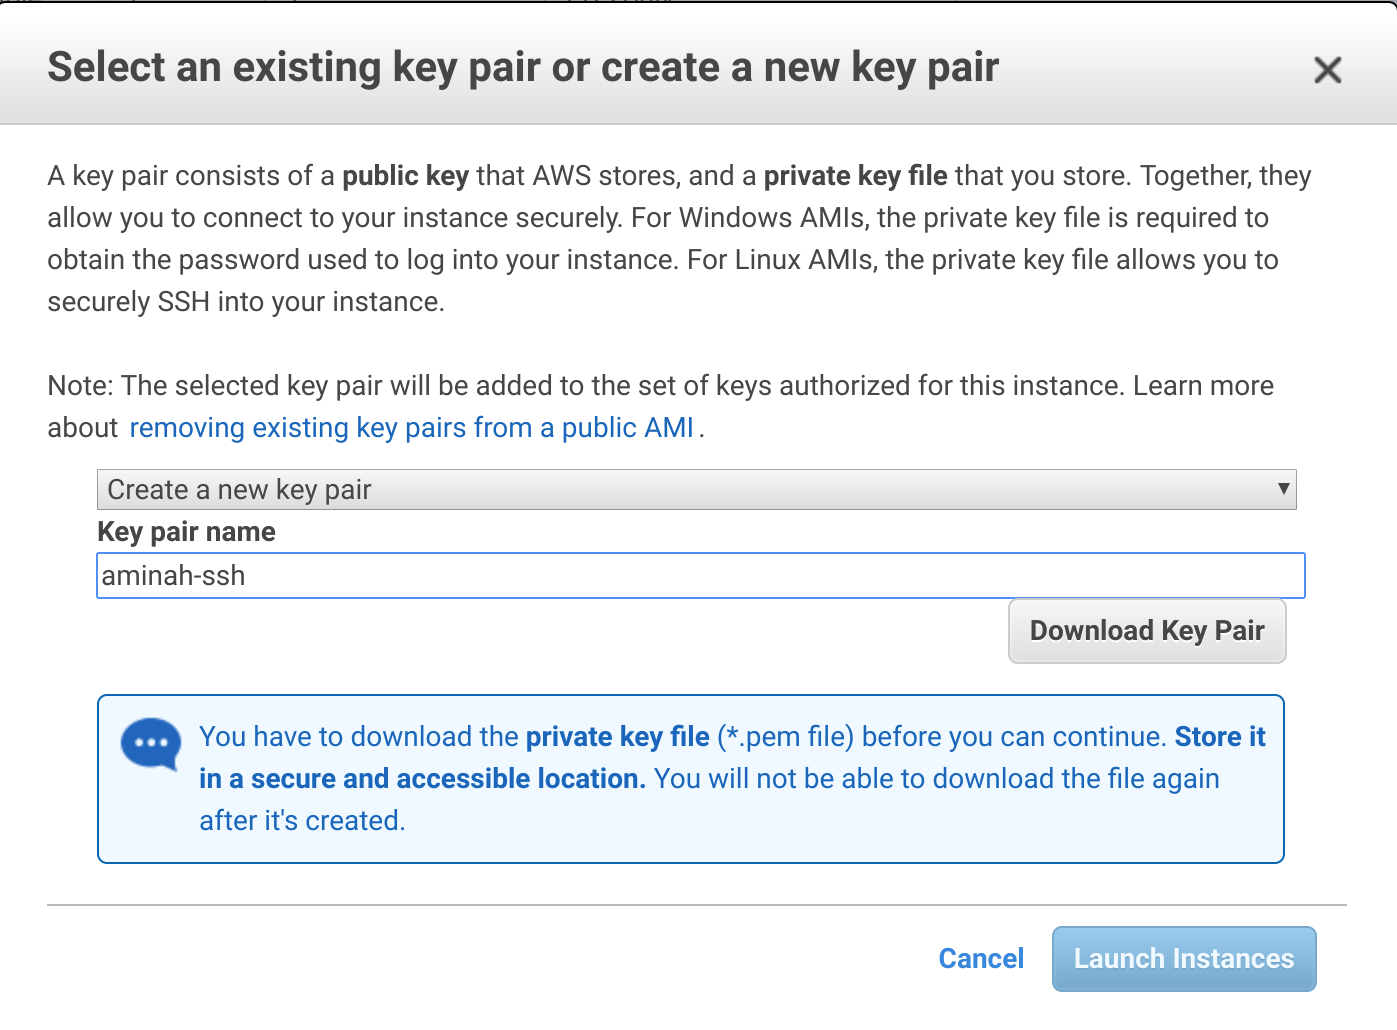 Select an existing key pair or create a new key pair
A key pair consists of a public key that AWS stores, and a private key file that you store. Together, they
allow you to connect to your instance securely. For Windows AMIs, the private key file is required to
obtain the password used to log into your instance. For Linux AMIs, the private key file allows you to
securely SSH into your instance.
Note: The selected key pair will be added to the set of keys authorized for this instance. Learn more
about removing existing key pairs from a public AMI .
Create a new key pair
Key pair name
aminah-ssh
Download Key Pair
You have to download the private key file (*.pem file) before you can continue. Store it
in a secure and accessible location. You will not be able to download the file again
after it's created.
Cancel
Launch Instances